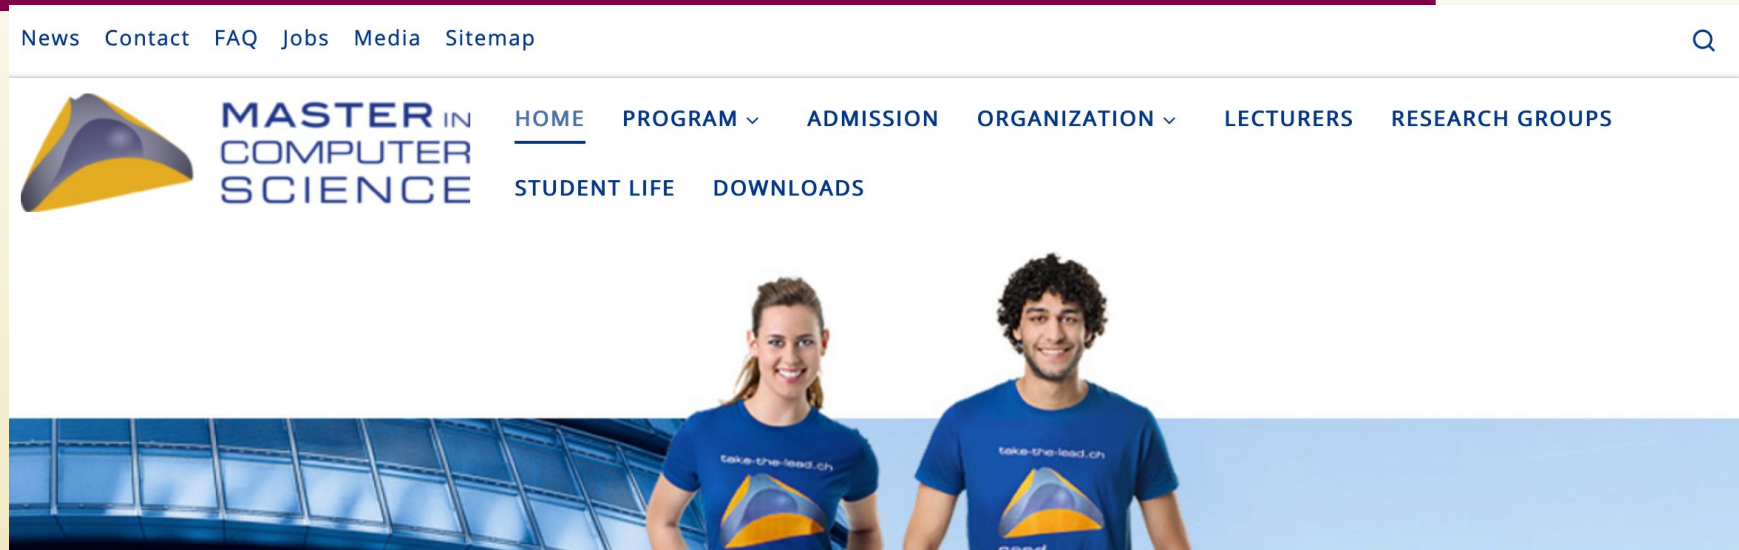 News Contact FAQ Jobs Media Sitemap
MASTER IN
COMPUTER
SCIENCE
HOME PROGRAM ADMISSION ORGANIZATION LECTURERS RESEARCH GROUPS
STUDENT LIFE DOWNLOADS
take-the-lead.ch
take-the-lead.ch